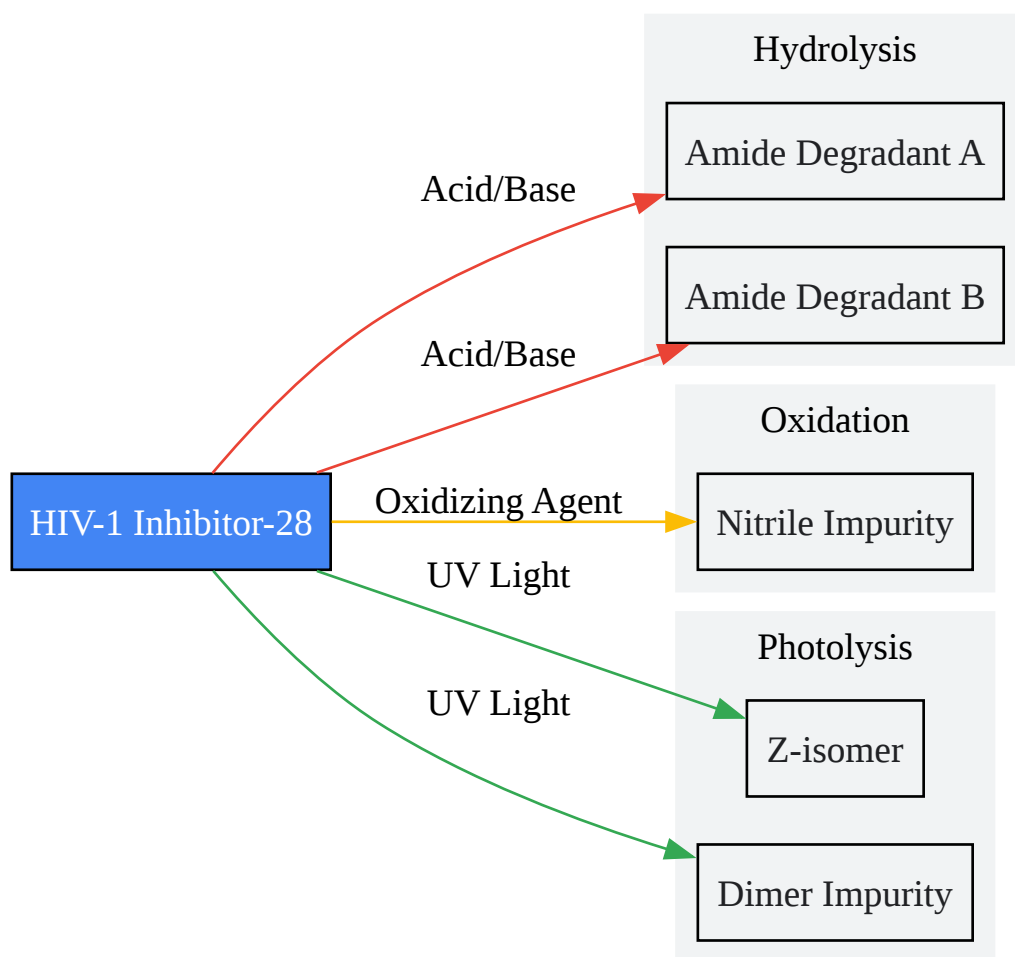 Hydrolysis
Amide Degradant A
Acid/Base
Amide Degradant B
Acid/Base
Oxidation
HIV-1 Inhibitor-28
Oxidizing Agent
Nitrile Impurity
UV Light
Photolysis
UV Light
Z-isomer
Dimer Impurity